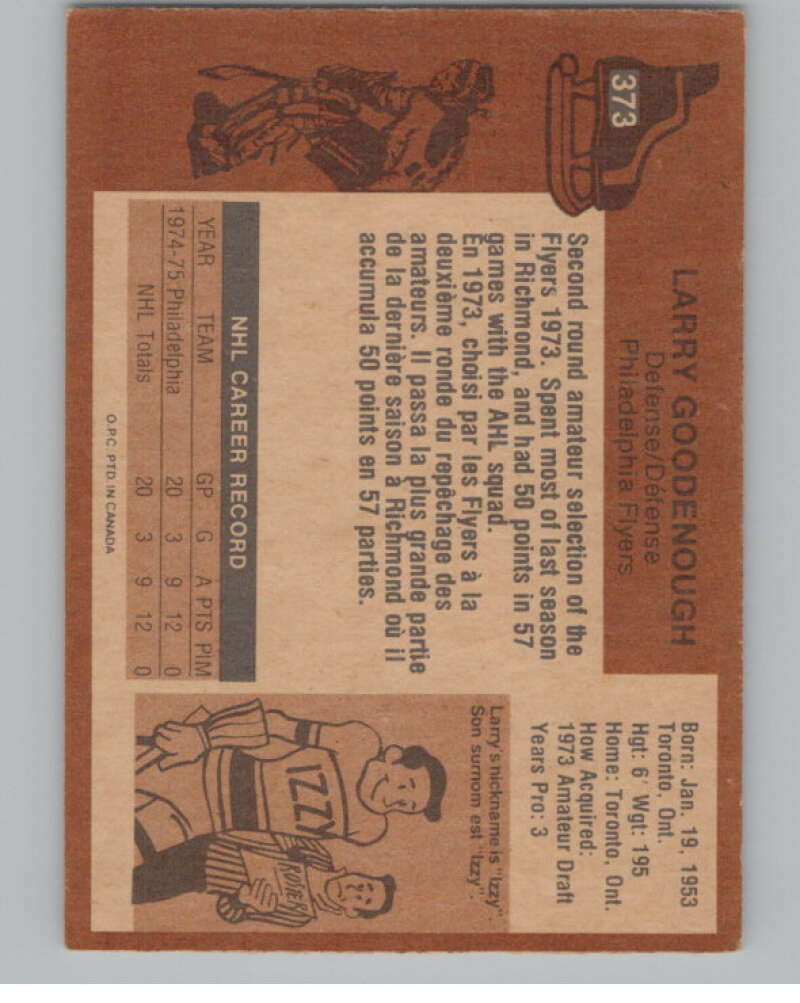 373
LARRY GOODENOUGH
Defense/Défense
Philadelphia Flyers
Born: Jan. 19, 1953
Toronto, Ont.
Hgt: 6' Wgt: 195
Home: Toronto, Ont.
How Acquired:
1973 Amateur Draft
Years Pro: 3
Second round amateur selection of the
Flyers 1973. Spent most of last season
in Richmond, and had 50 points in 57
games with the AHL squad.
En 1973, choisi par les Flyers à la
deuxième ronde du repêchage des
amateurs. Il passa la plus grande partie
de la dernière saison à Richmond où il
accumula 50 points en 57 parties.
Larry's nickname is "Izzy".
Son surnom est "Izzy".
IZZY
ROSTER
NHL CAREER RECORD
YEAR TEAM GP G A PTS PIM
1974-75 Philadelphia 20 3 9 12 0
NHL Totals 20 3 9 12 0
O.P.C. PTD. IN CANADA